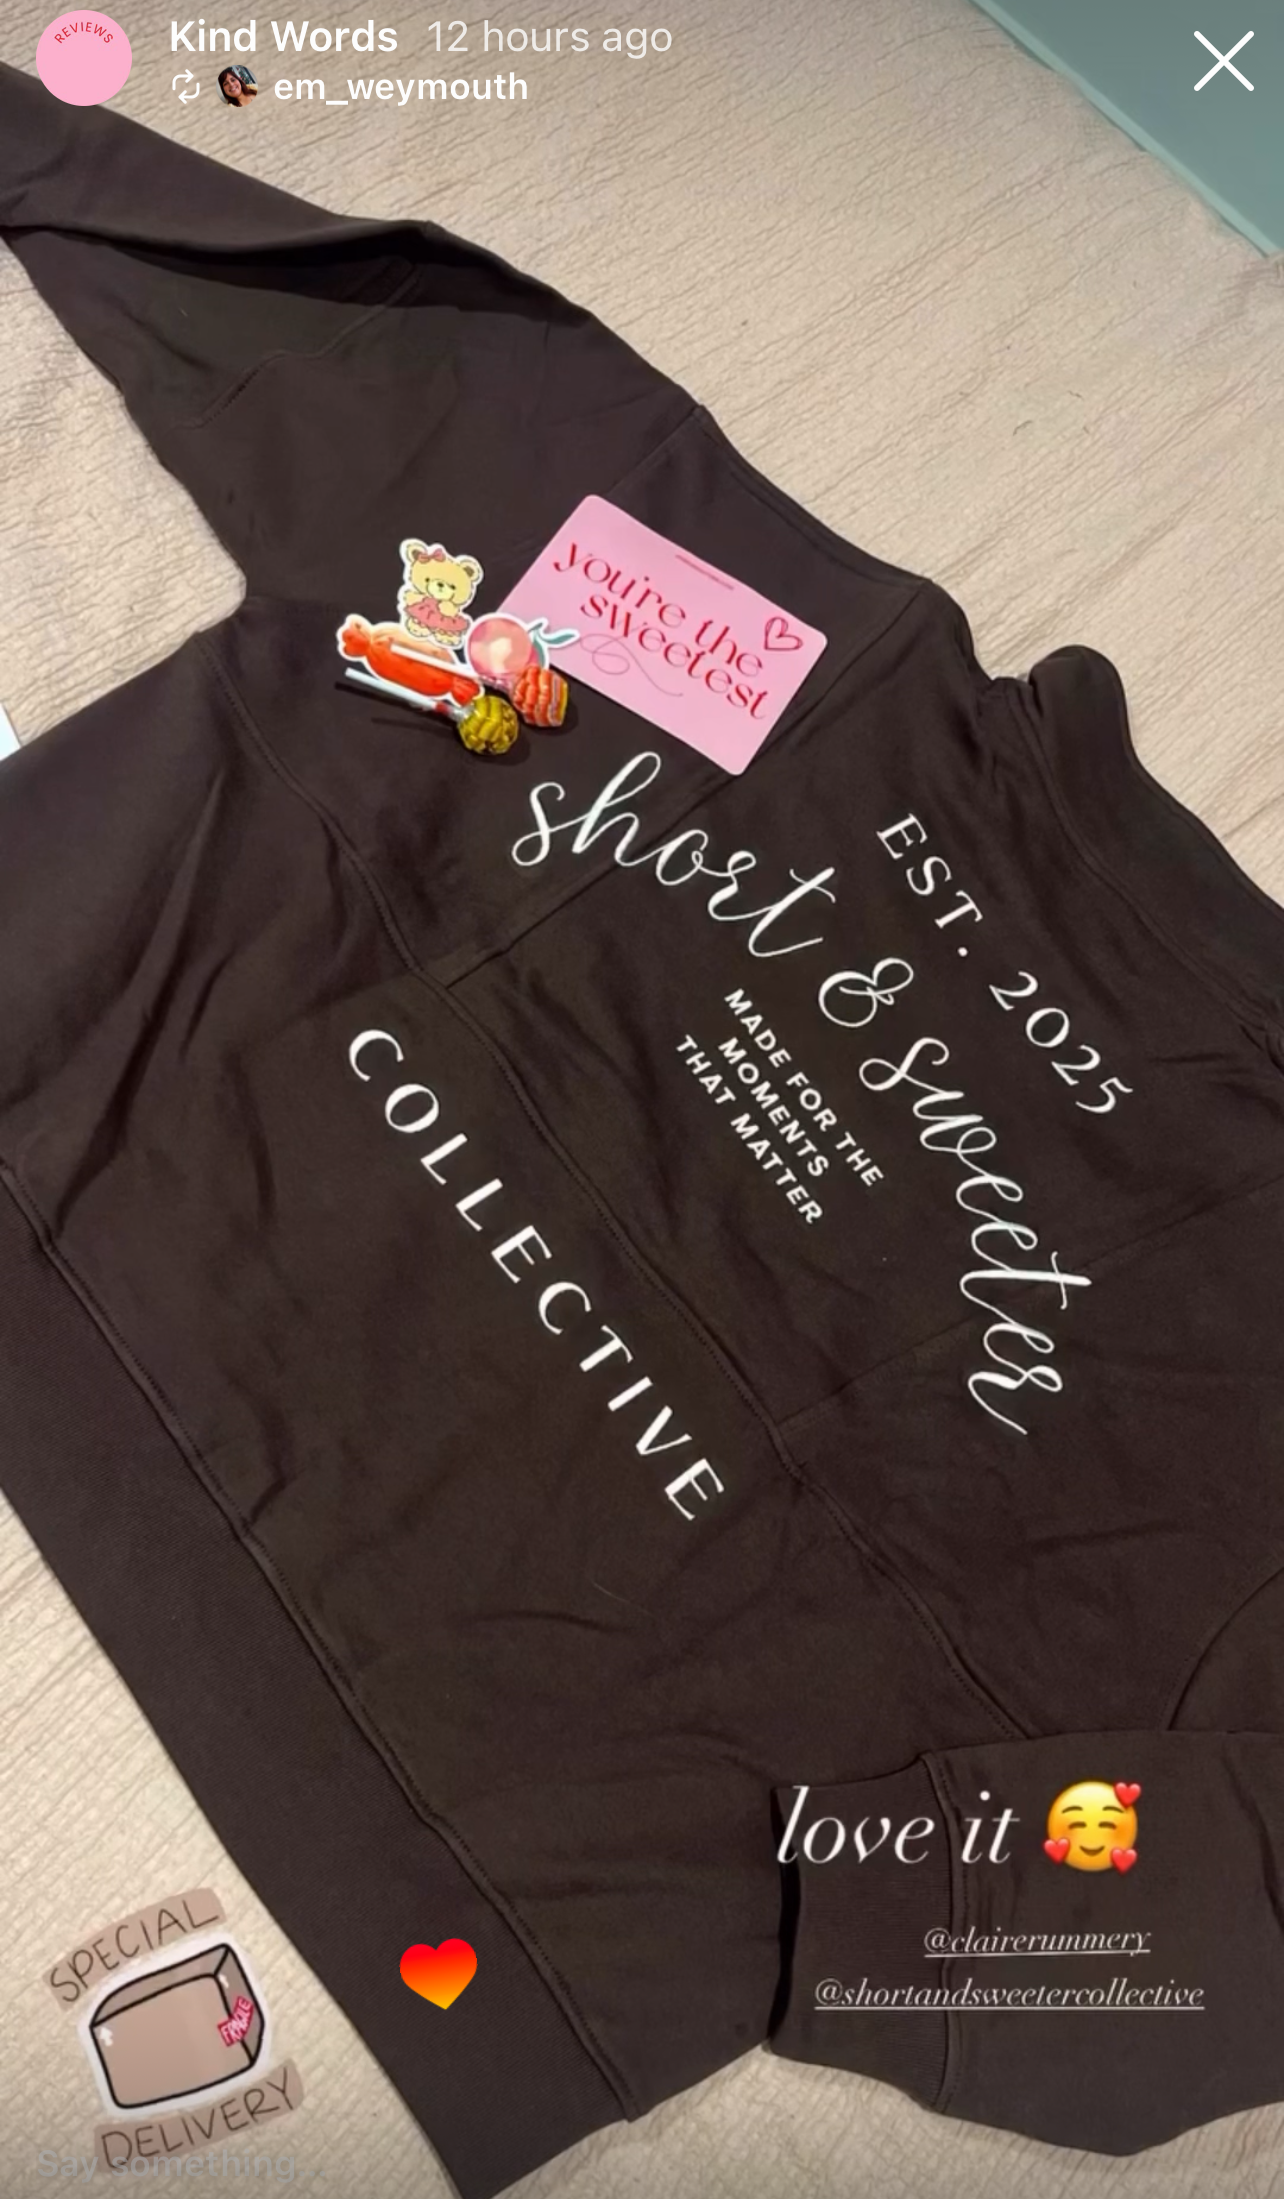 REVIEWS
Kind Words 12 hours ago
em_weymouth
you're the
sweetest
EST. 2025
short & sweeter
MADE FOR THE
MOMENTS
THAT MATTER
COLLECTIVE
love it 🥰
@clairerummery
@shortandsweetercollective
SPECIAL
FRAGILE
DELIVERY
Say something...